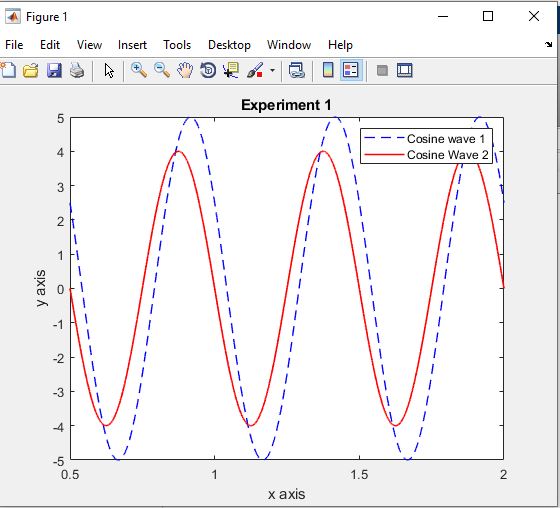 Figure 1
File Edit View Insert Tools Desktop Window Help
Experiment 1
5
4
3
2
1
0
-1
-2
-3
-4
-5
y axis
Cosine wave 1
Cosine Wave 2
0.5 1 1.5 2
x axis